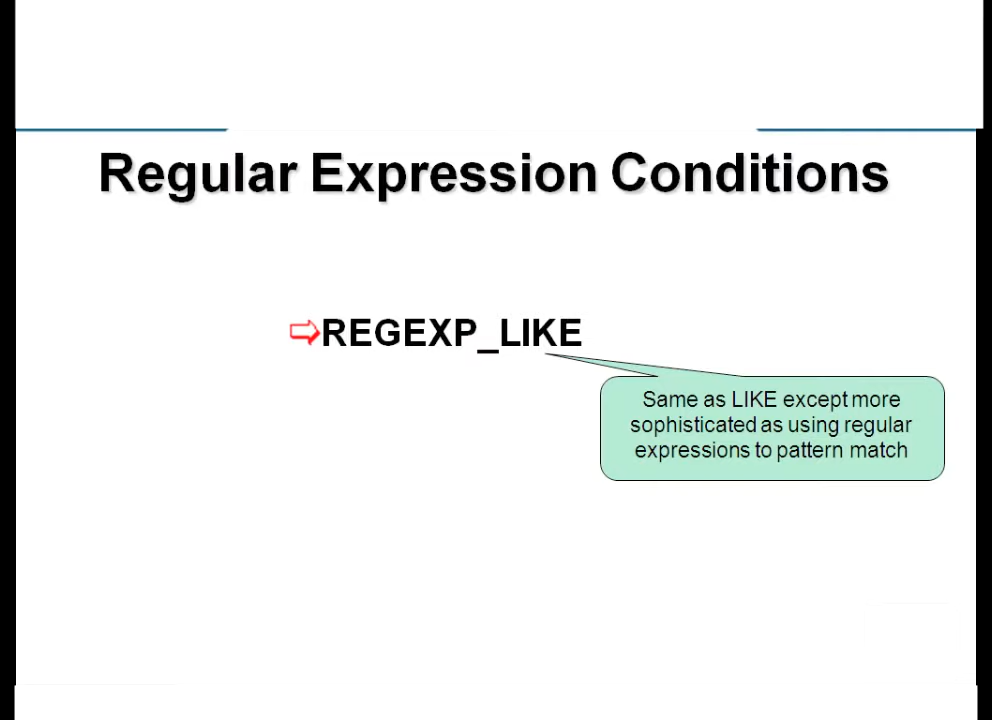 Regular Expression Conditions
REGEXP_LIKE
Same as LIKE except more
sophisticated as using regular
expressions to pattern match